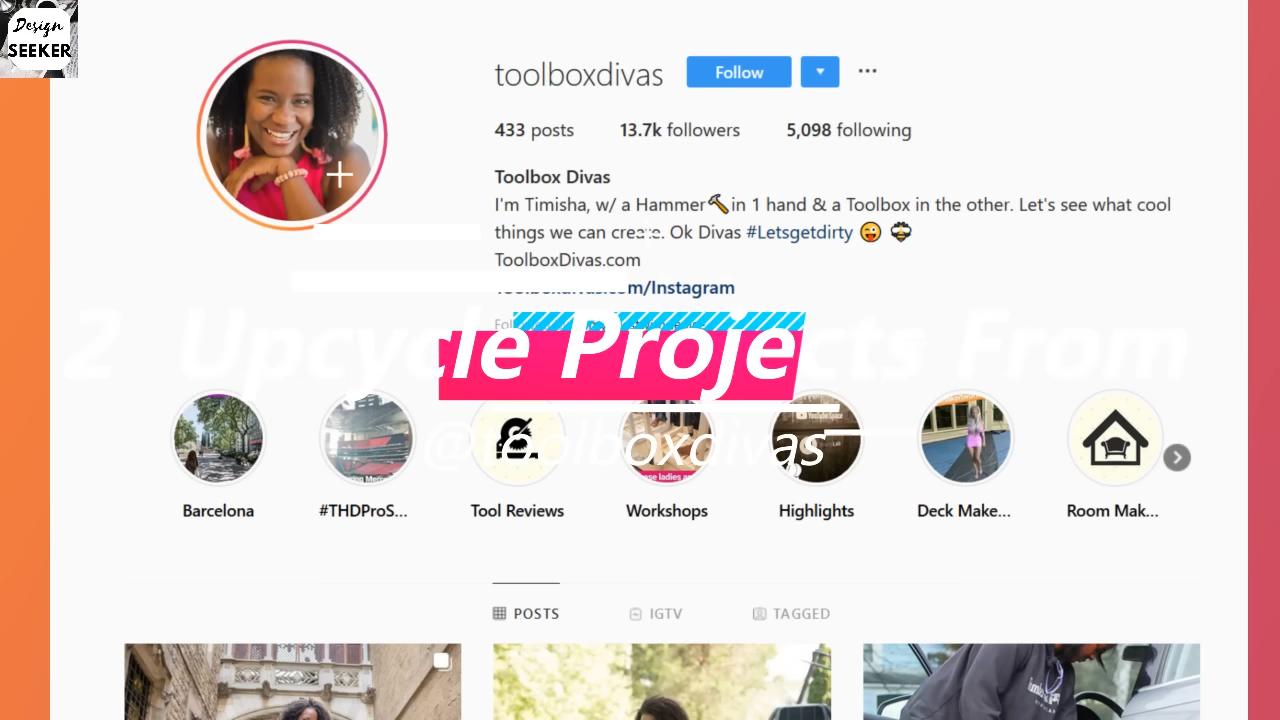 Design
SEEKER
toolboxdivas
Follow
433 posts 13.7k followers 5,098 following
Toolbox Divas
I'm Timisha, w/ a Hammer🔨in 1 hand & a Toolbox in the other. Let's see what cool
things we can create. Ok Divas #Letsgetdirty 😜 🐝
ToolboxDivas.com
toolboxdivas.com/Instagram
2 Upcycle Projects From
@toolboxdivas
Barcelona #THDProS... Tool Reviews Workshops Highlights Deck Make... Room Mak...
POSTS IGTV TAGGED